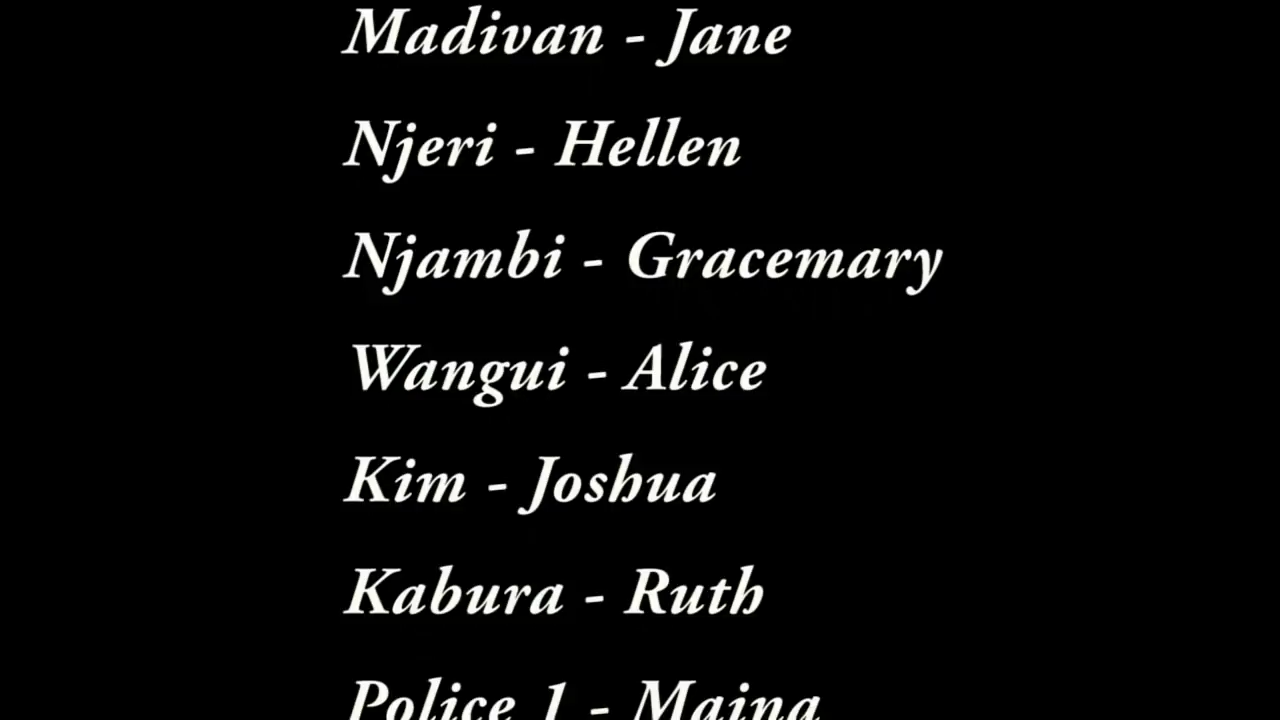 Madivan - Jane
Njeri - Hellen
Njambi - Gracemary
Wangui - Alice
Kim - Joshua
Kabura - Ruth
Police 1 - Maina